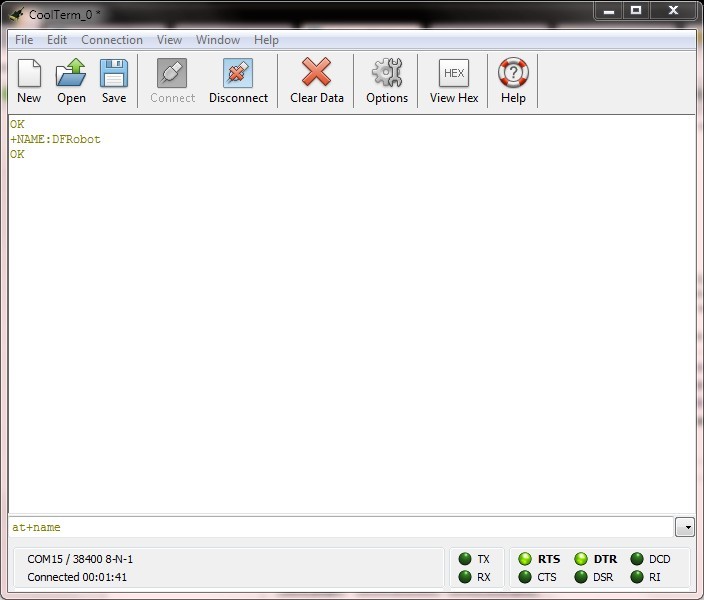 CoolTerm_0 *
File Edit Connection View Window Help
HEX
New Open Save Connect Disconnect Clear Data Options View Hex Help
OK
+NAME:DFRobot
OK
at+name
COM15 / 38400 8-N-1
Connected 00:01:41
TX RTS DTR DCD
RX CTS DSR RI